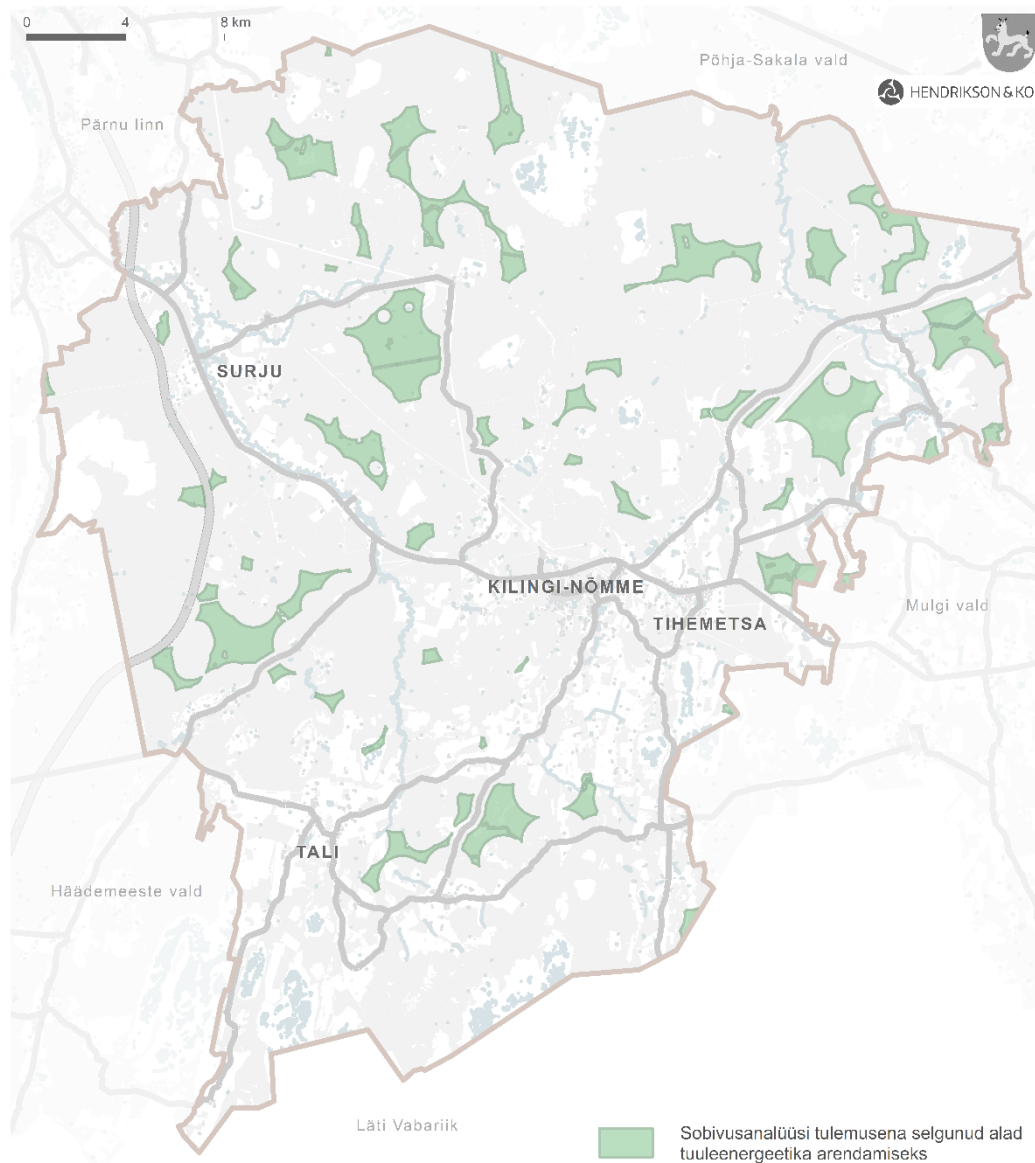 0 4 8 km
Põhja-Sakala vald
HENDRIKSON & KO
Pärnu linn
SURJU
KILINGI-NÕMME
TIHEMETSA
Mulgi vald
TALI
Häädemeeste vald
Läti Vabariik
Sobivusanalüüsi tulemusena selgunud alad
tuuleenergeetika arendamiseks